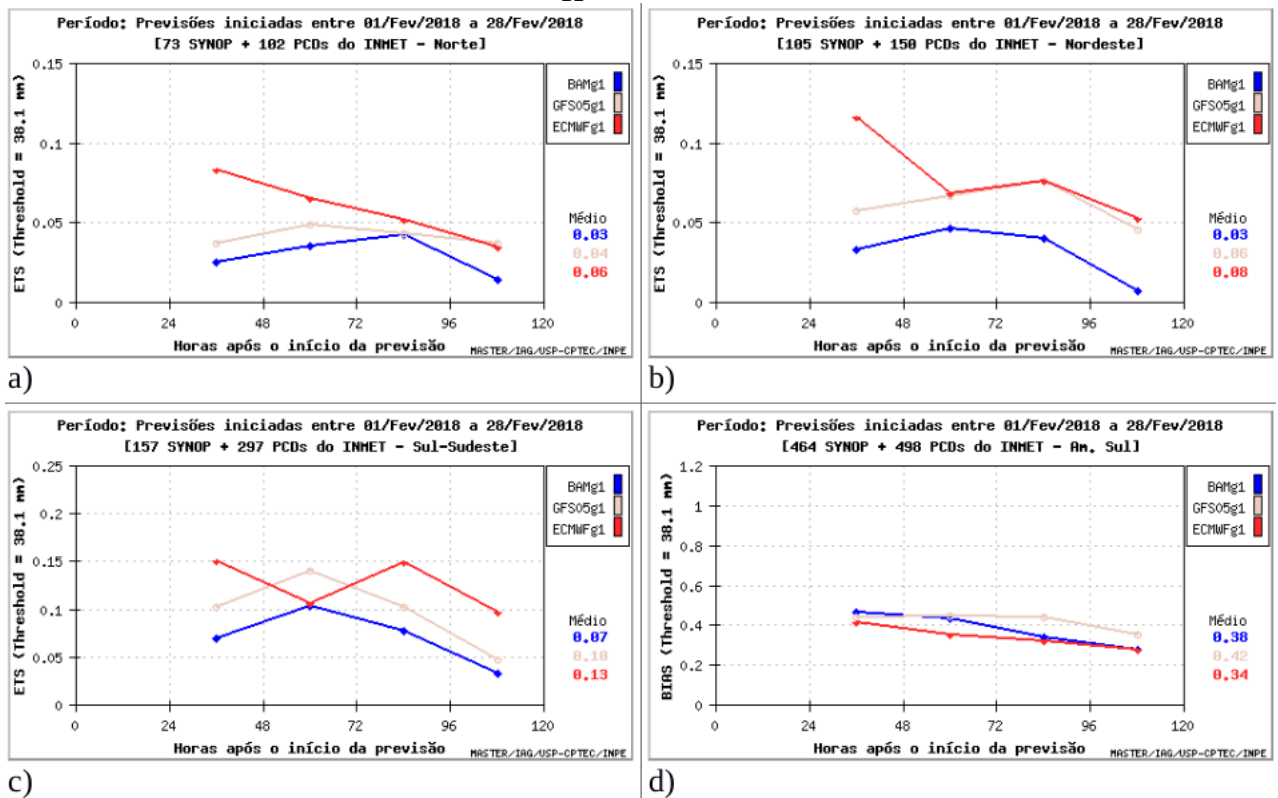 Período: Previsões iniciadas entre 01/Fev/2018 a 28/Fev/2018
[73 SYNOP + 102 PCDs do INMET - Norte]
ETS (Threshold = 38.1 mm)
0.15
0.1
0.05
0
BAMg1
GFS05g1
ECMWFg1
Médio
0.03
0.04
0.06
0 24 48 72 96 120
Horas após o início da previsão
MASTER/IAG/USP-CPTEC/INPE
a)
Período: Previsões iniciadas entre 01/Fev/2018 a 28/Fev/2018
[105 SYNOP + 150 PCDs do INMET - Nordeste]
ETS (Threshold = 38.1 mm)
0.15
0.1
0.05
0
BAMg1
GFS05g1
ECMWFg1
Médio
0.03
0.06
0.08
0 24 48 72 96 120
Horas após o início da previsão
MASTER/IAG/USP-CPTEC/INPE
b)
Período: Previsões iniciadas entre 01/Fev/2018 a 28/Fev/2018
[157 SYNOP + 297 PCDs do INMET - Sul-Sudeste]
ETS (Threshold = 38.1 mm)
0.25
0.2
0.15
0.1
0.05
0
BAMg1
GFS05g1
ECMWFg1
Médio
0.07
0.10
0.13
0 24 48 72 96 120
Horas após o início da previsão
MASTER/IAG/USP-CPTEC/INPE
c)
Período: Previsões iniciadas entre 01/Fev/2018 a 28/Fev/2018
[464 SYNOP + 498 PCDs do INMET - Am. Sul]
BIAS (Threshold = 38.1 mm)
1.2
1
0.8
0.6
0.4
0.2
0
BAMg1
GFS05g1
ECMWFg1
Médio
0.38
0.42
0.34
0 24 48 72 96 120
Horas após o início da previsão
MASTER/IAG/USP-CPTEC/INPE
d)